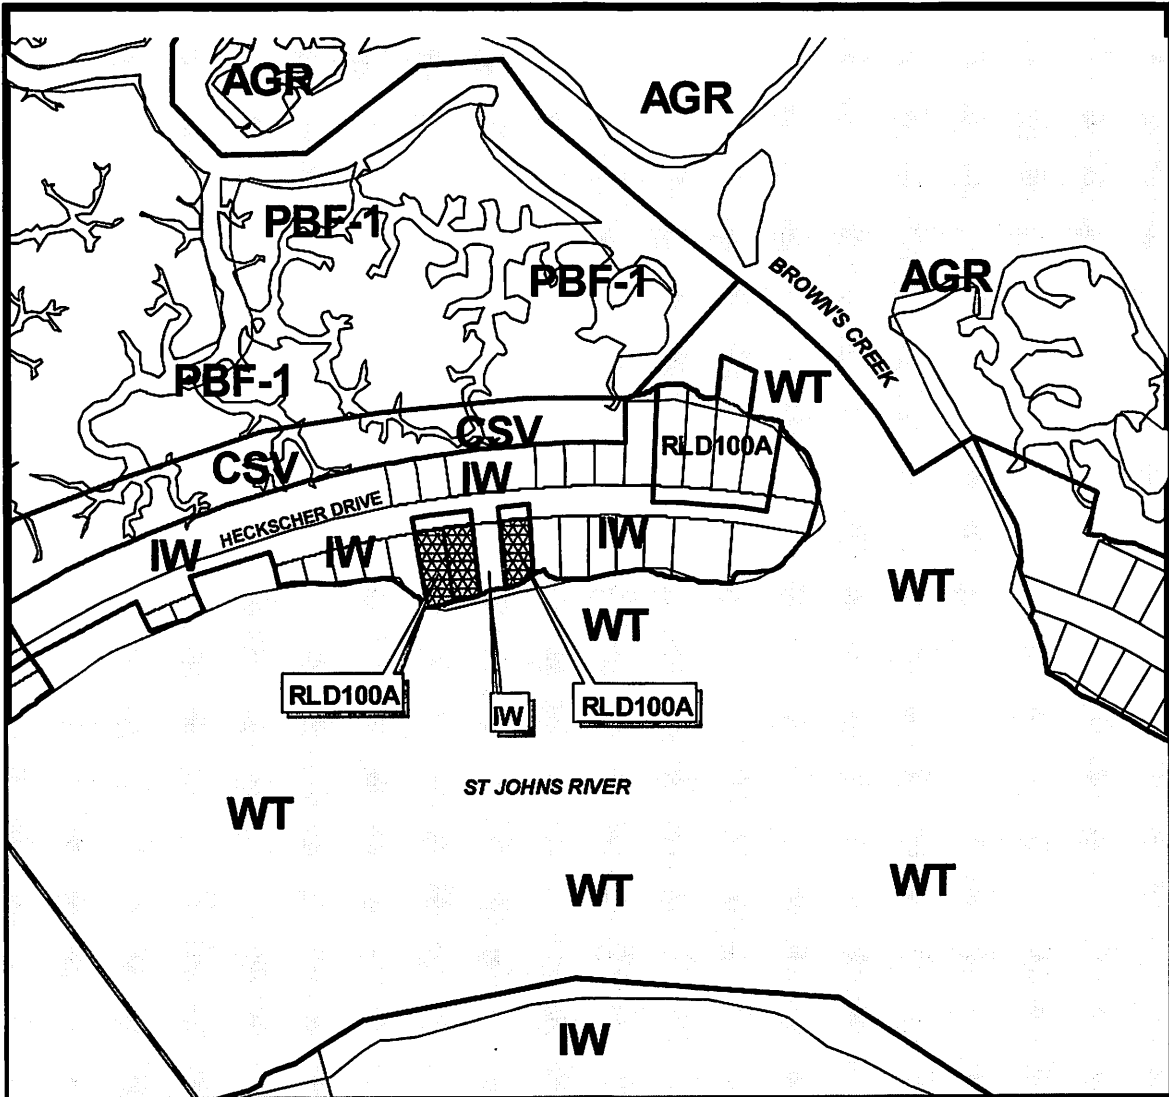 AGR
AGR
PBF-1
PBF-1
AGR
BROWN'S CREEK
PBF-1
WT
CSV
CSV
RLD100A
IW
HECKSCHER DRIVE
IW
IW
IW
WT
WT
RLD100A
IW
RLD100A
ST JOHNS RIVER
WT
WT
WT
IW